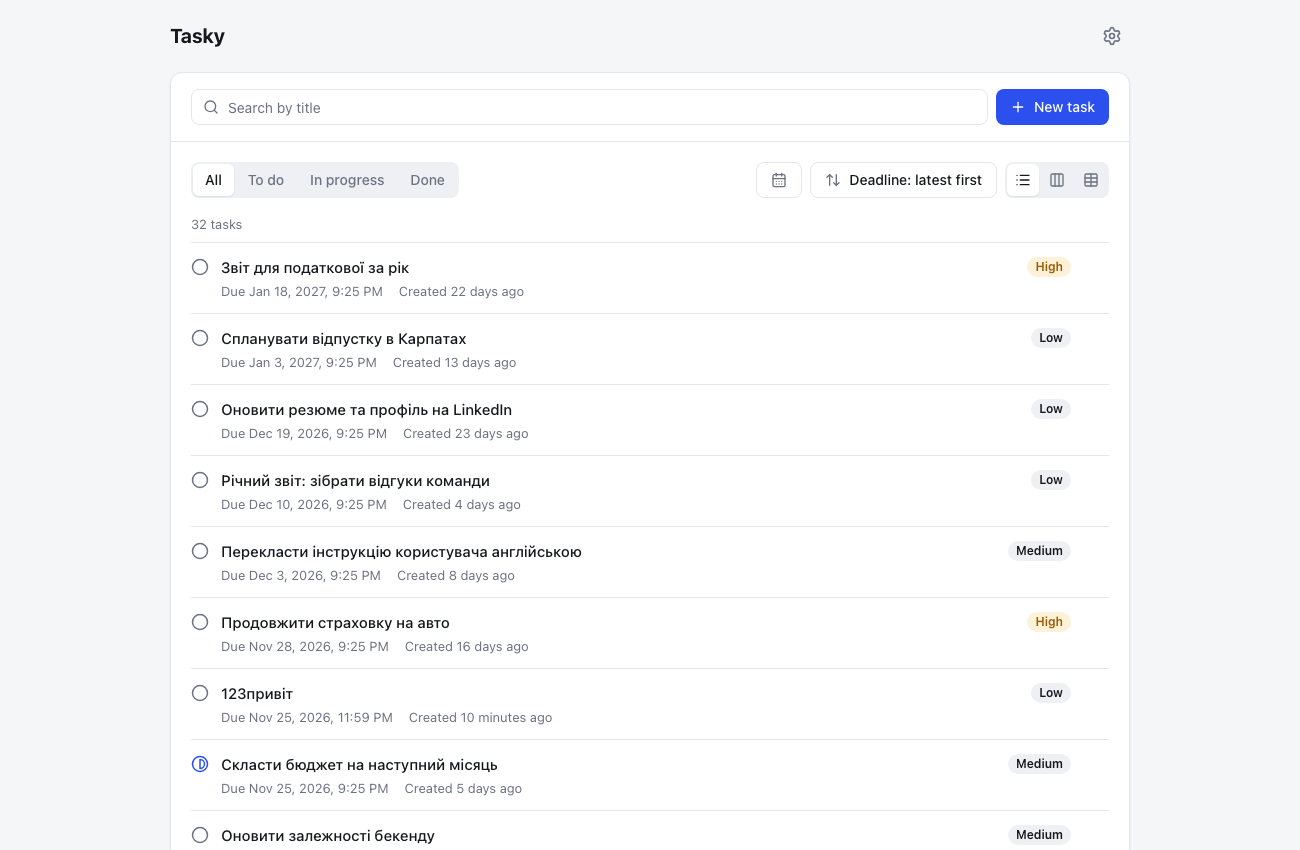 Tasky
Search by title
New task
All To do In progress Done
Deadline: latest first
32 tasks
Звіт для податкової за рік High
Due Jan 18, 2027, 9:25 PM Created 22 days ago
Спланувати відпустку в Карпатах Low
Due Jan 3, 2027, 9:25 PM Created 13 days ago
Оновити резюме та профіль на LinkedIn Low
Due Dec 19, 2026, 9:25 PM Created 23 days ago
Річний звіт: зібрати відгуки команди Low
Due Dec 10, 2026, 9:25 PM Created 4 days ago
Перекласти інструкцію користувача англійською Medium
Due Dec 3, 2026, 9:25 PM Created 8 days ago
Продовжити страховку на авто High
Due Nov 28, 2026, 9:25 PM Created 16 days ago
123привіт Low
Due Nov 25, 2026, 11:59 PM Created 10 minutes ago
Скласти бюджет на наступний місяць Medium
Due Nov 25, 2026, 9:25 PM Created 5 days ago
Оновити залежності бекенду Medium